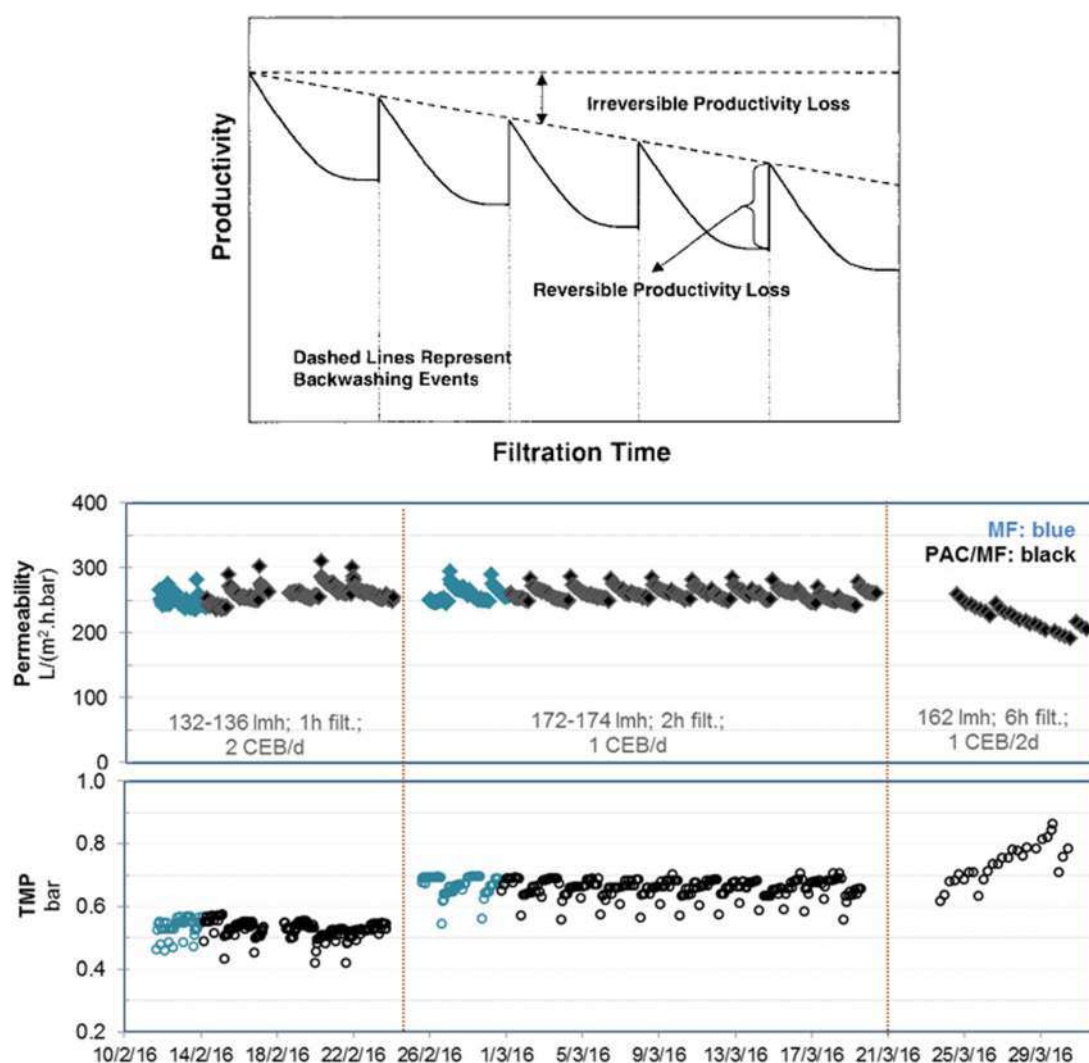 Productivity
Irreversible Productivity Loss
Reversible Productivity Loss
Dashed Lines Represent
Backwashing Events
Filtration Time
Permeability
L/(m².h.bar)
400
300
200
100
0
MF: blue
PAC/MF: black
132-136 lmh; 1h filt.;
2 CEB/d
172-174 lmh; 2h filt.;
1 CEB/d
162 lmh; 6h filt.;
1 CEB/2d
TMP
bar
1.0
0.8
0.6
0.4
0.2
10/2/16 14/2/16 18/2/16 22/2/16 26/2/16 1/3/16 5/3/16 9/3/16 13/3/16 17/3/16 21/3/16 25/3/16 29/3/16